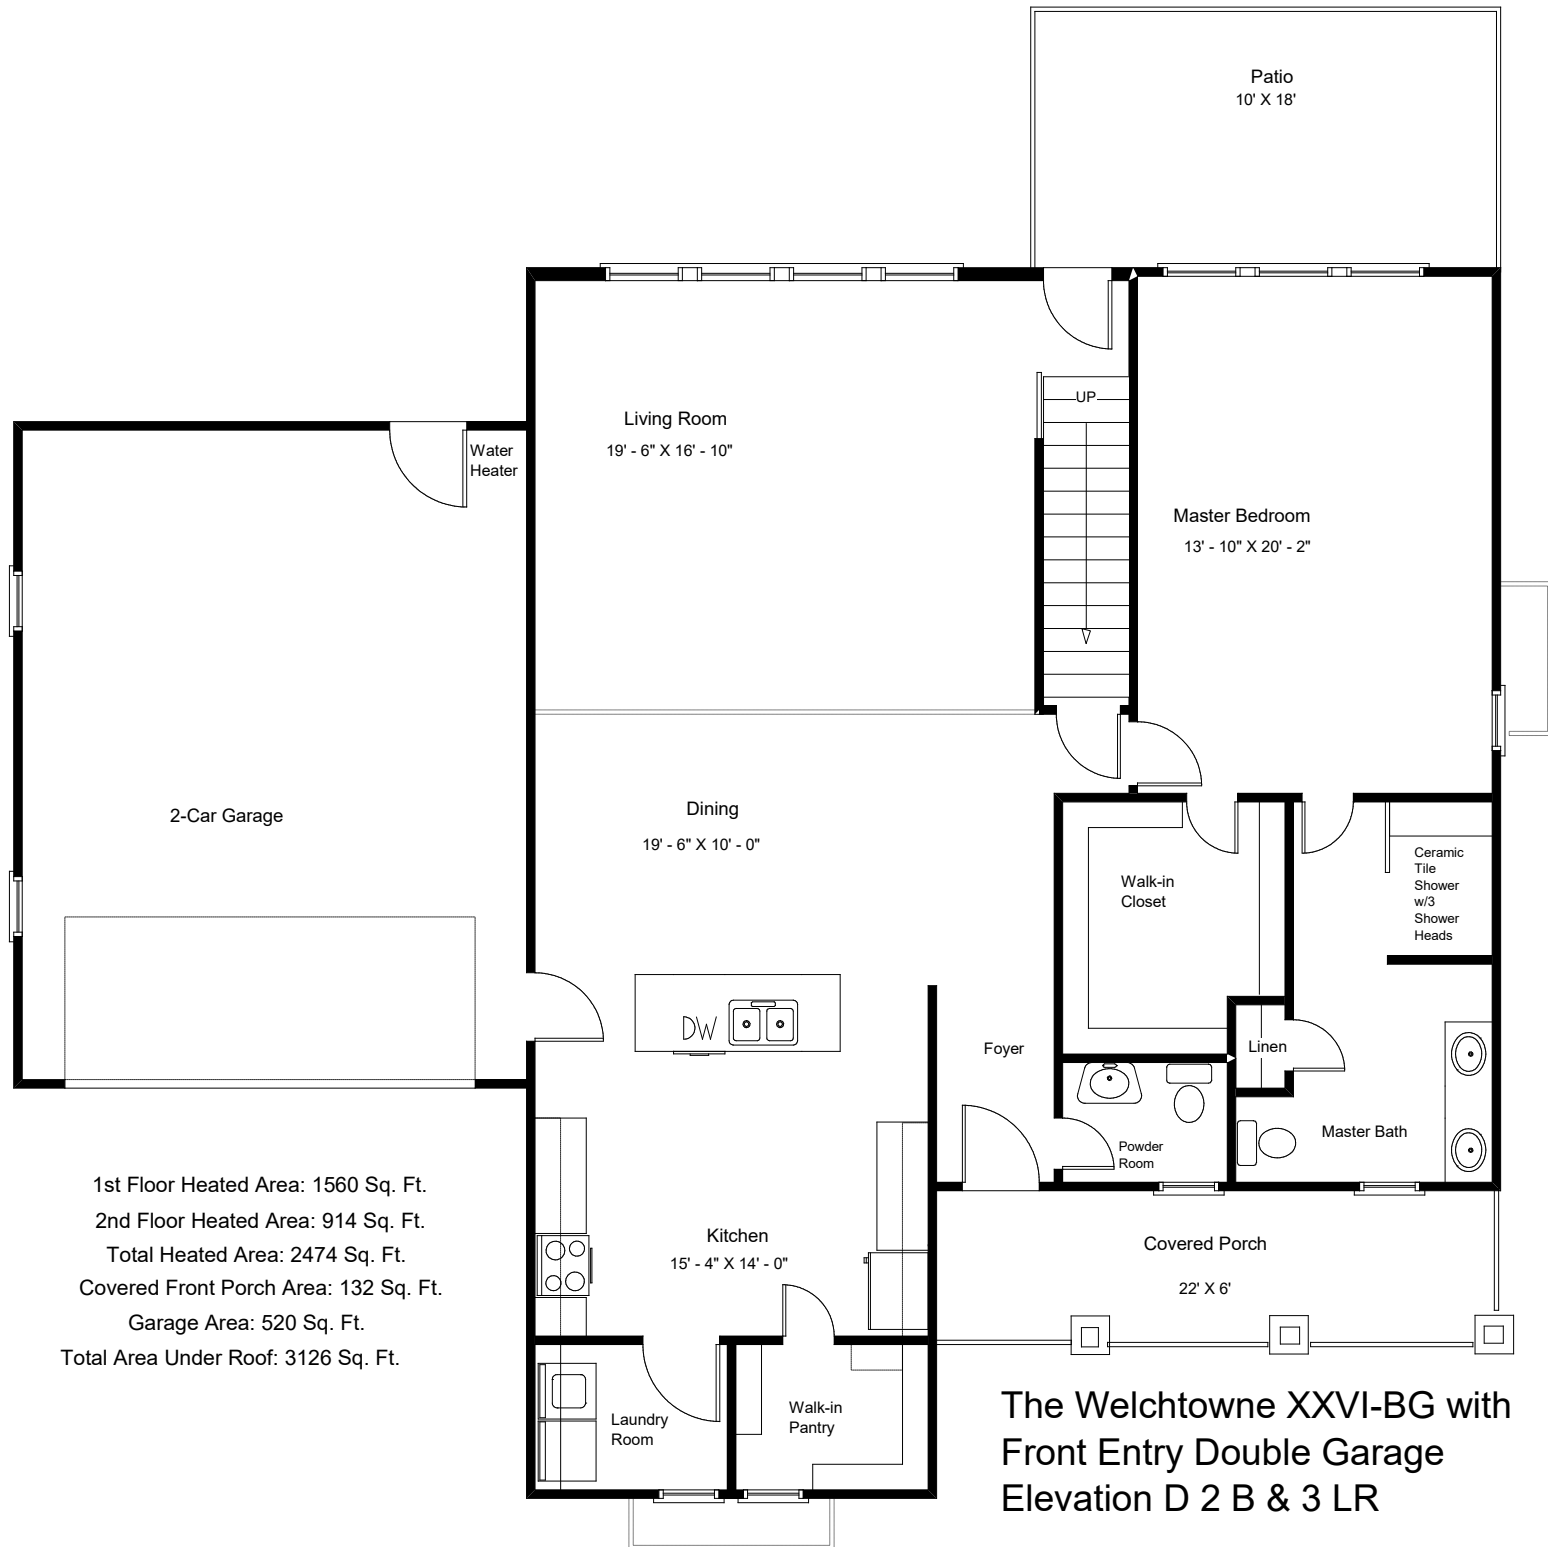 Patio
10' X 18'
UP
Living Room
19' - 6" X 16' - 10"
Water
Heater
Master Bedroom
13' - 10" X 20' - 2"
2-Car Garage
Dining
19' - 6" X 10' - 0"
Walk-in
Closet
Ceramic
Tile
Shower
w/3
Shower
Heads
DW
Foyer
Linen
Master Bath
Powder
Room
1st Floor Heated Area: 1560 Sq. Ft.
2nd Floor Heated Area: 914 Sq. Ft.
Total Heated Area: 2474 Sq. Ft.
Covered Front Porch Area: 132 Sq. Ft.
Garage Area: 520 Sq. Ft.
Total Area Under Roof: 3126 Sq. Ft.
Kitchen
15' - 4" X 14' - 0"
Covered Porch
22' X 6'
Laundry
Room
Walk-in
Pantry
The Welchtowne XXVI-BG with
Front Entry Double Garage
Elevation D 2 B & 3 LR